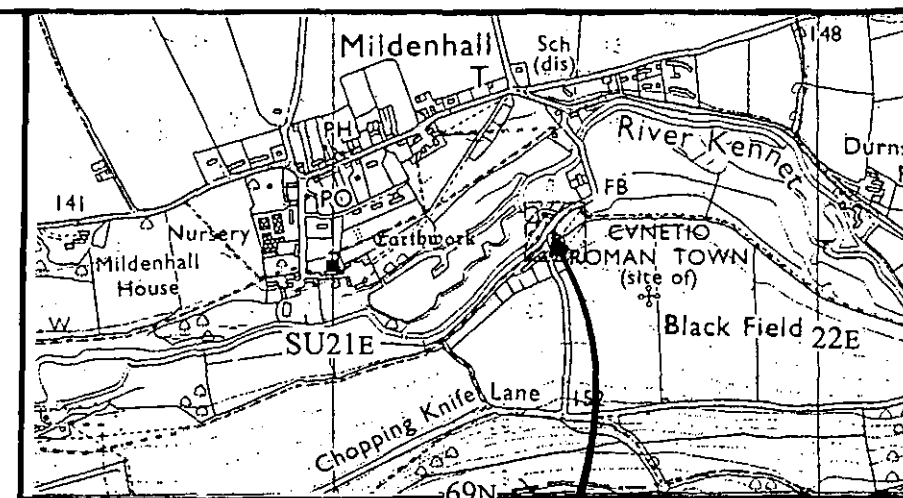 Mildenhall
Sch
(dis)
148
T
PH
River Kennet
Durns
141
PO
FB
Nursery
Earthwork
CVNETIO
ROMAN TOWN
(site of)
Mildenhall
House
W
SU21E
Black Field
22E
Chopping Knife Lane
152
69N